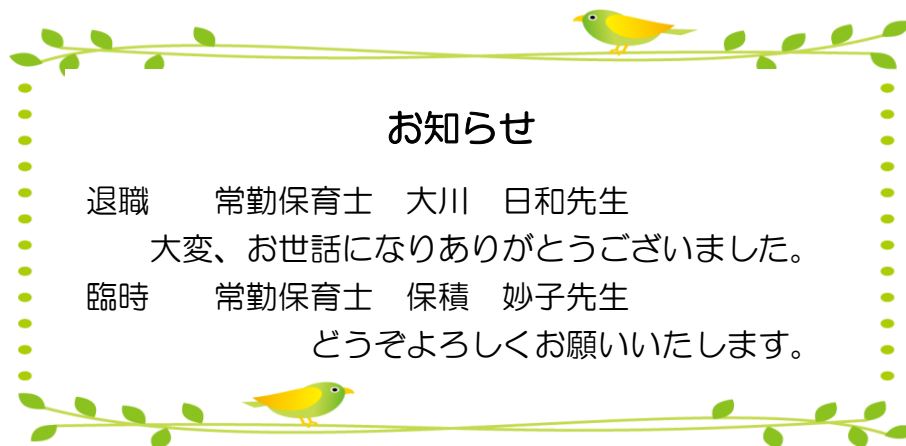 お知らせ
退職　　常勤保育士　大川　日和先生
大変、お世話になりありがとうございました。
臨時　　常勤保育士　保積　妙子先生
どうぞよろしくお願いいたします。